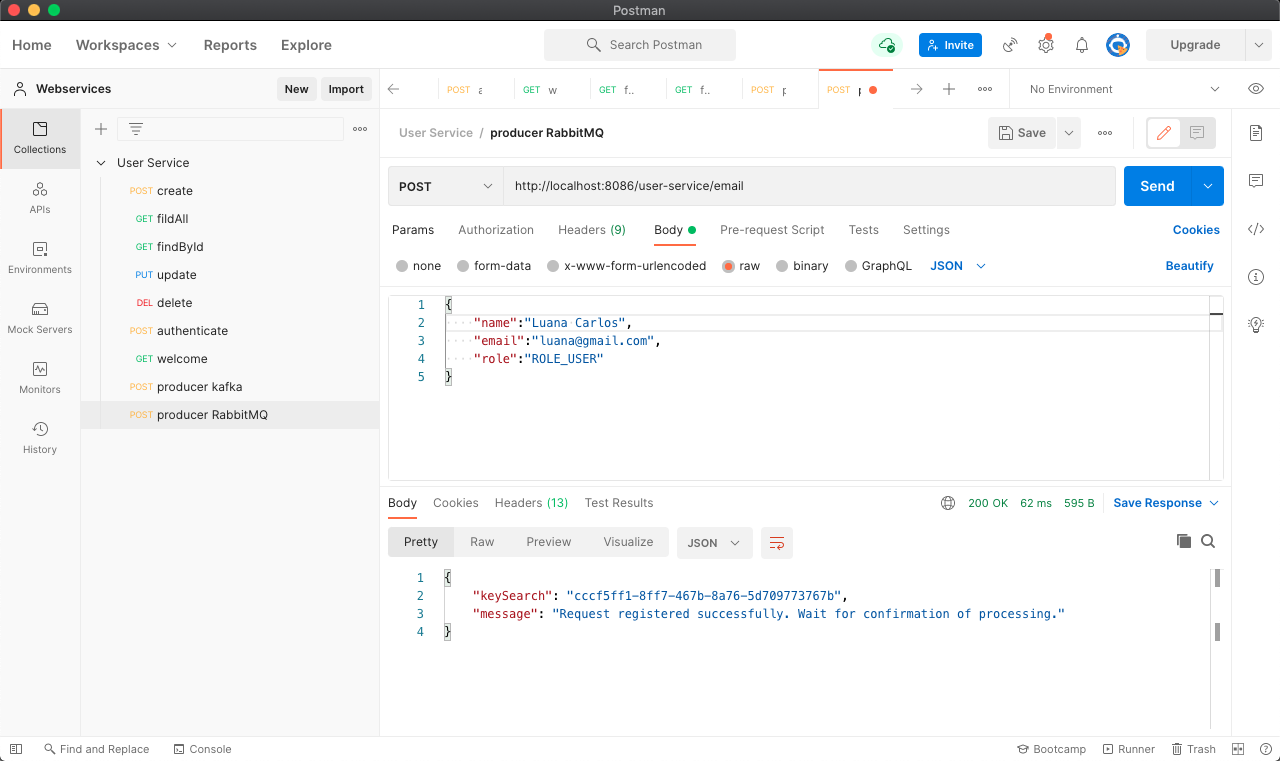 Postman
Home Workspaces Reports Explore Search Postman Invite Upgrade
Webservices New Import POST GET w GET f.. GET f.. POST POST No Environment
Collections
APIs
Environments
Mock Servers
Monitors
History
User Service
POST create
GET fildAll
GET findById
PUT update
DEL delete
POST authenticate
GET welcome
POST producer kafka
POST producer RabbitMQ
User Service / producer RabbitMQ Save
POST http://localhost:8086/user-service/email Send
Params Authorization Headers (9) Body Pre-request Script Tests Settings Cookies
none form-data x-www-form-urlencoded raw binary GraphQL JSON Beautify
1 {
2 "name":"Luana Carlos",
3 "email":"luana@gmail.com",
4 "role":"ROLE_USER"
5 }
Body Cookies Headers (13) Test Results 200 OK 62 ms 595 B Save Response
Pretty Raw Preview Visualize JSON
1 {
2 "keySearch": "cccf5ff1-8ff7-467b-8a76-5d709773767b",
3 "message": "Request registered successfully. Wait for confirmation of processing."
4 }
Find and Replace Console Bootcamp Runner Trash